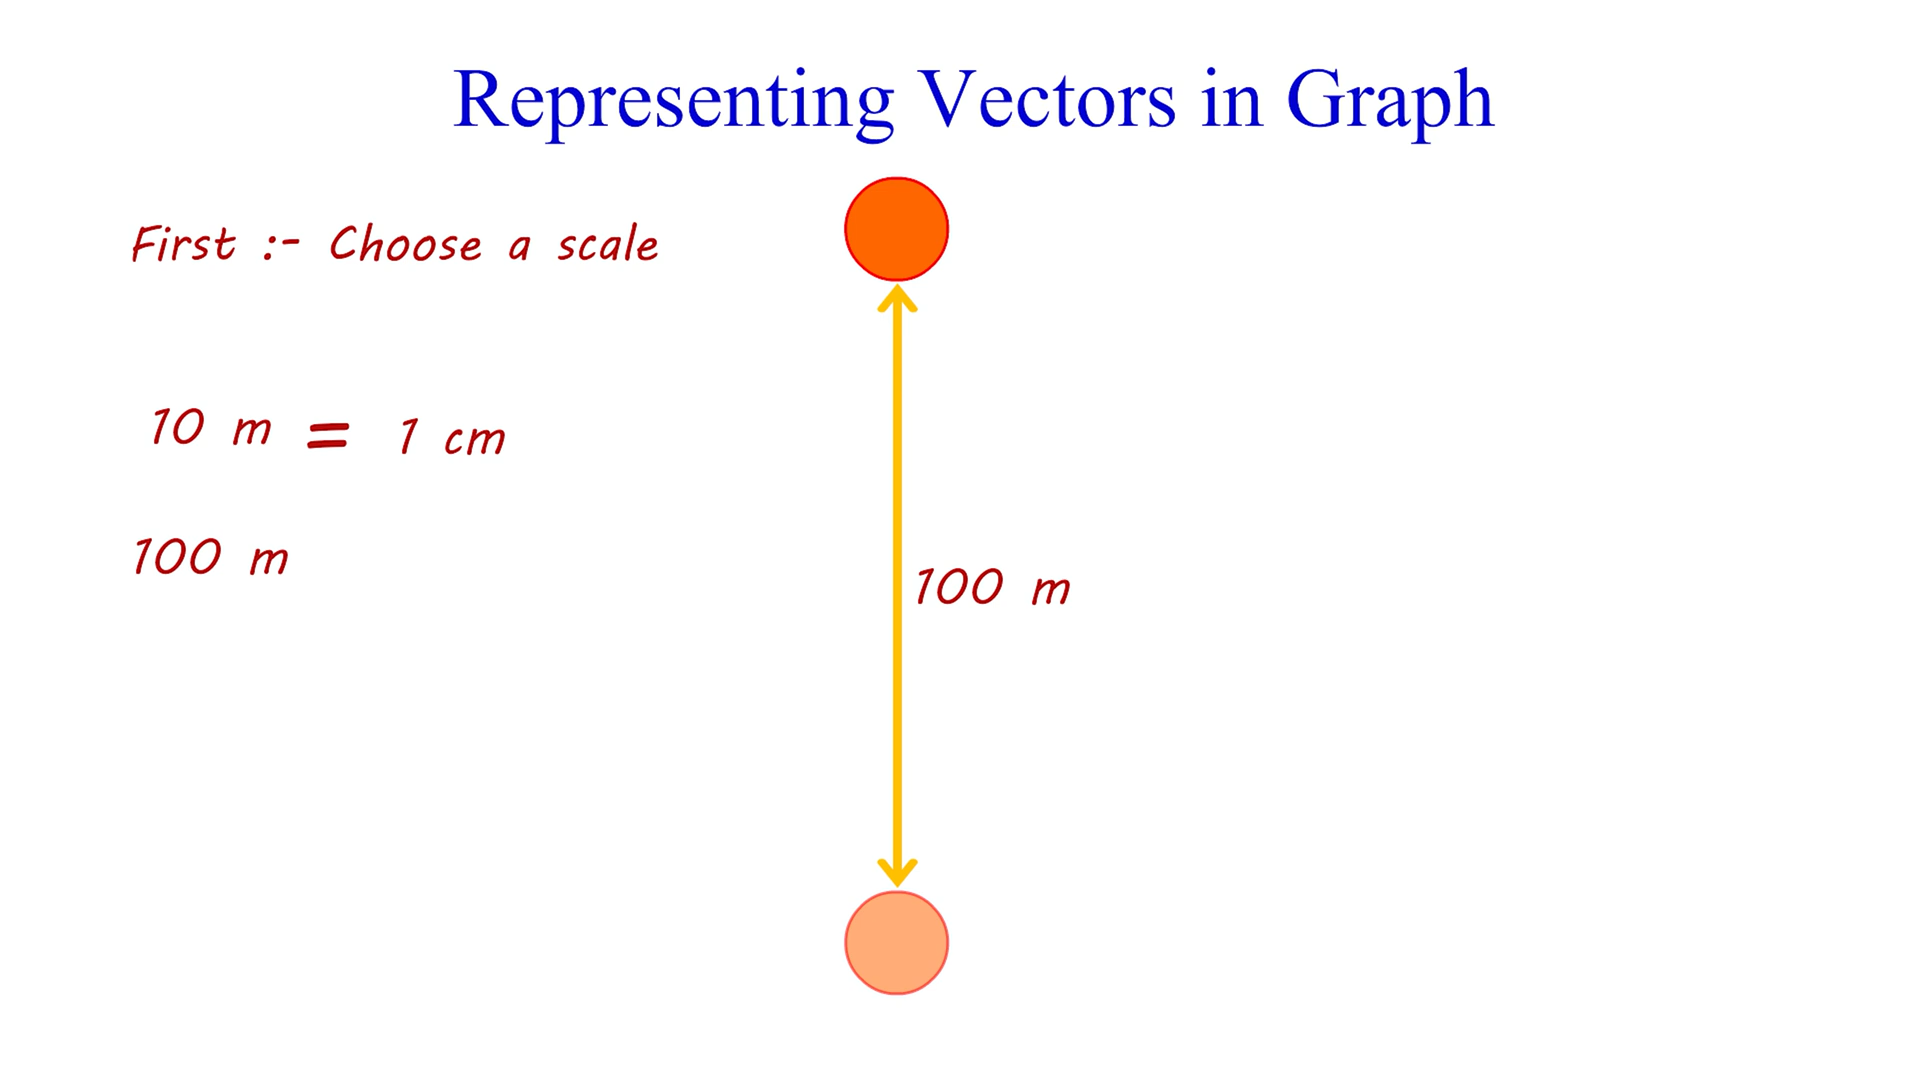 Representing Vectors in Graph
First :- Choose a scale
10 m = 1 cm
100 m
100 m